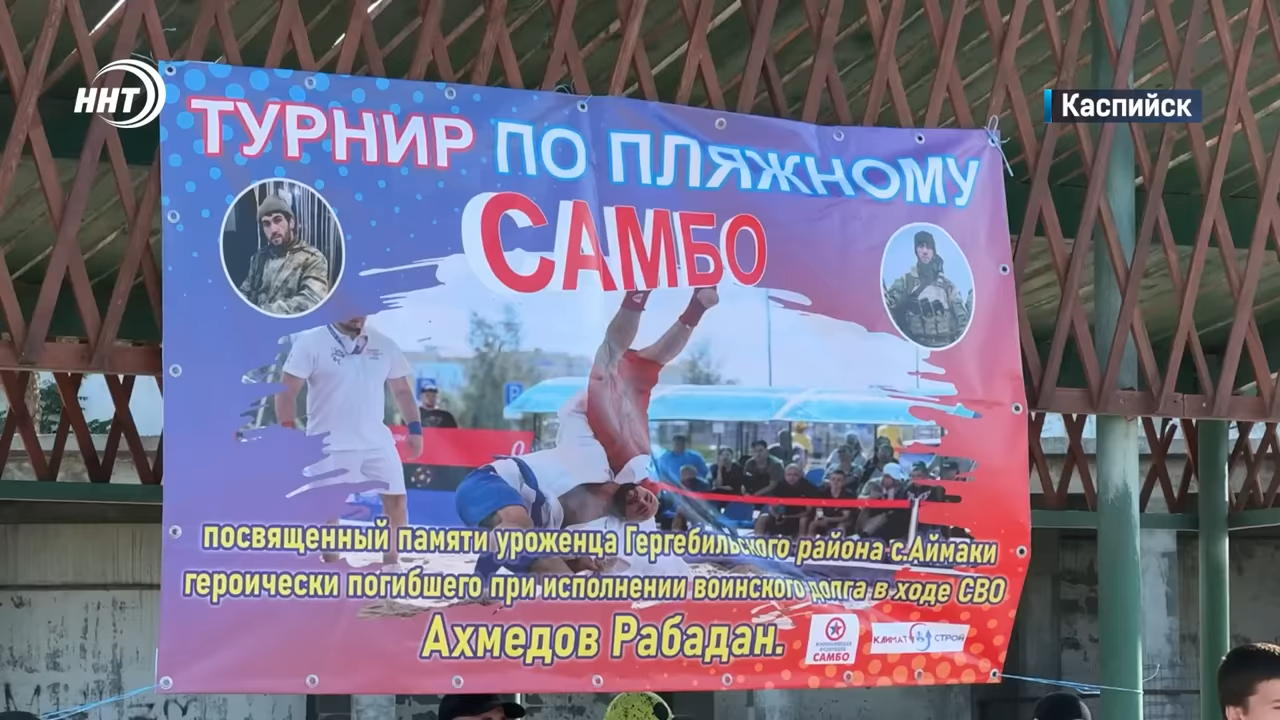 ННТ
Каспийск
ТУРНИР ПО ПЛЯЖНОМУ
САМБО
посвященный памяти уроженца Гергебильского района с.Аймаки
героически погибшего при исполнении воинского долга в ходе СВО
Ахмедов Рабадан.
САМБО
КЛИМАТ СТРОЙ